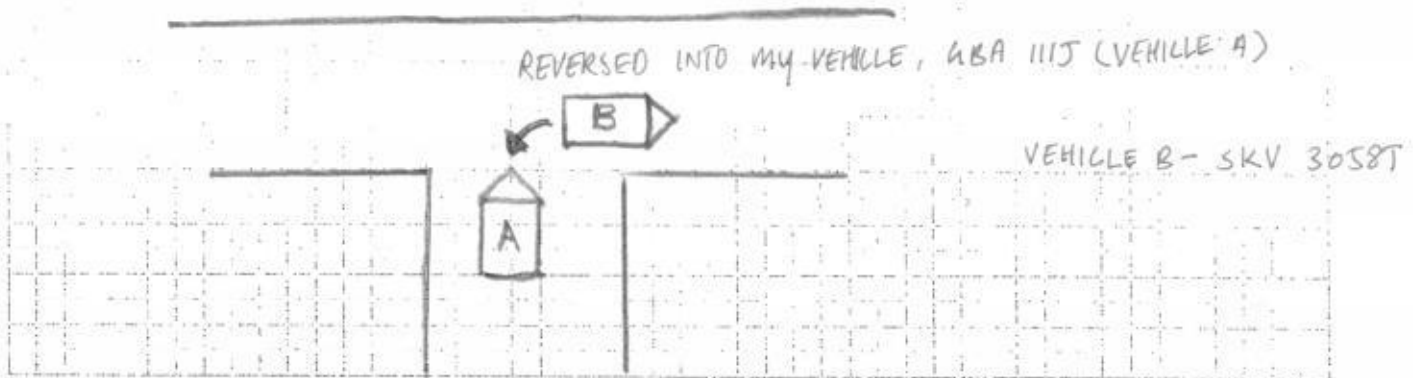 REVERSED INTO MY VEHICLE, GBA 111J (VEHICLE A)
B
VEHICLE B - SKV 3058T
A